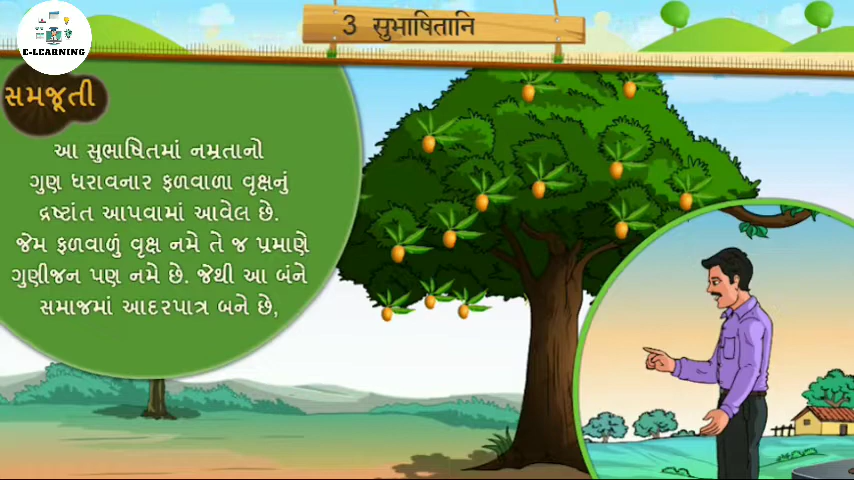 E-LEARNING
3 सुभाषितानि
સમજૂતી
આ સુભાષિતમાં નમ્રતાનો
ગુણ ધરાવનાર ફળવાળા વૃક્ષનું
દ્રષ્ટાંત આપવામાં આવેલ છે.
જેમ ફળવાળું વૃક્ષ નમે તે જ પ્રમાણે
ગુણીજન પણ નમે છે. જેથી આ બંને
સમાજમાં આદરપાત્ર બને છે,